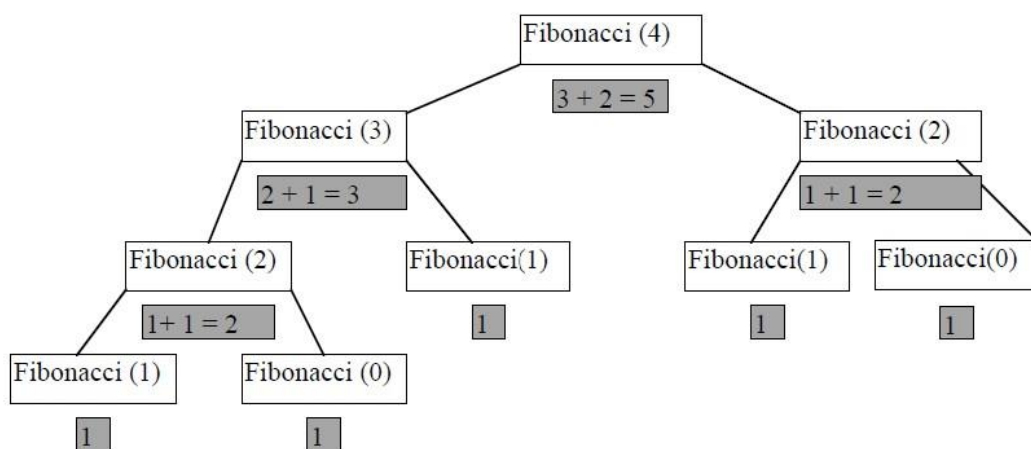 Fibonacci (4)
3 + 2 = 5
Fibonacci (3)
Fibonacci (2)
2 + 1 = 3
1 + 1 = 2
Fibonacci (2)
Fibonacci(1)
Fibonacci(1)
Fibonacci(0)
1+ 1 = 2
1
1
1
Fibonacci (1)
Fibonacci (0)
1
1